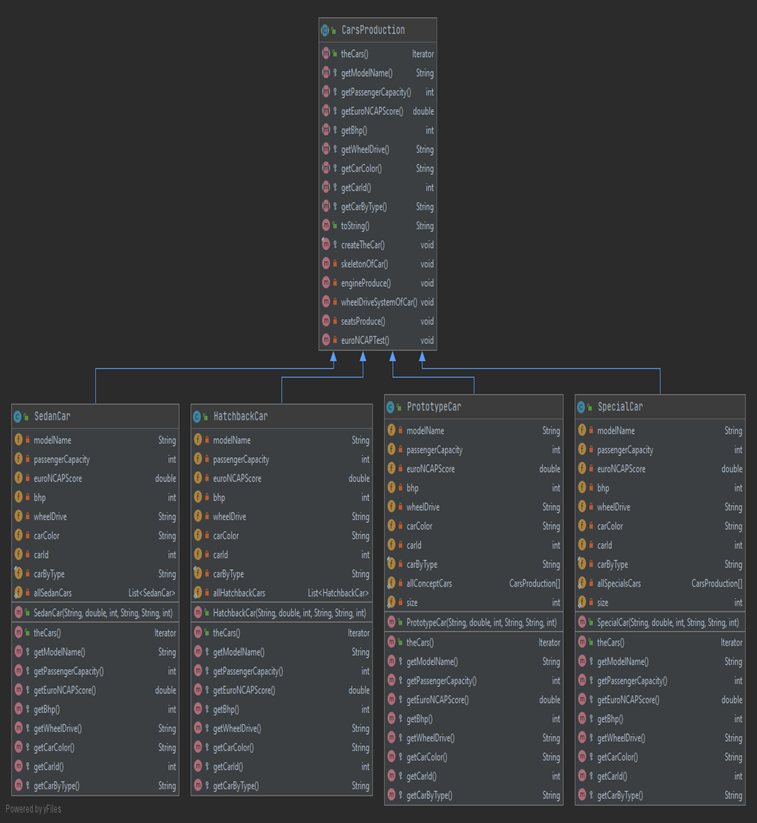 CarsProduction
theCars() Iterator
getModelName() String
getPassengerCapacity() int
getEuroNCAPScore() double
getBhp() int
getWheelDrive() String
getCarColor() String
getCarId() int
getCarByType() String
toString() String
createTheCar() void
skeletonOfCar() void
engineProduce() void
wheelDriveSystemOfCar() void
seatsProduce() void
euroNCAPTest() void
SedanCar
modelName String
passengerCapacity int
euroNCAPScore double
bhp int
wheelDrive String
carColor String
carId int
carByType String
allSedanCars List<SedanCar>
SedanCar(String, double, int, String, String, int)
theCars() Iterator
getModelName() String
getPassengerCapacity() int
getEuroNCAPScore() double
getBhp() int
getWheelDrive() String
getCarColor() String
getCarId() int
getCarByType() String
HatchbackCar
modelName String
passengerCapacity int
euroNCAPScore double
bhp int
wheelDrive String
carColor String
carId int
carByType String
allHatchbackCars List<HatchbackCar>
HatchbackCar(String, double, int, String, String, int)
theCars() Iterator
getModelName() String
getPassengerCapacity() int
getEuroNCAPScore() double
getBhp() int
getWheelDrive() String
getCarColor() String
getCarId() int
getCarByType() String
PrototypeCar
modelName String
passengerCapacity int
euroNCAPScore double
bhp int
wheelDrive String
carColor String
carId int
carByType String
allConceptCars CarsProduction[]
size int
PrototypeCar(String, double, int, String, String, int)
theCars() Iterator
getModelName() String
getPassengerCapacity() int
getEuroNCAPScore() double
getBhp() int
getWheelDrive() String
getCarColor() String
getCarId() int
getCarByType() String
SpecialCar
modelName String
passengerCapacity int
euroNCAPScore double
bhp int
wheelDrive String
carColor String
carId int
carByType String
allSpecialsCars CarsProduction[]
size int
SpecialCar(String, double, int, String, String, int)
theCars() Iterator
getModelName() String
getPassengerCapacity() int
getEuroNCAPScore() double
getBhp() int
getWheelDrive() String
getCarColor() String
getCarId() int
getCarByType() String
Powered by yFiles